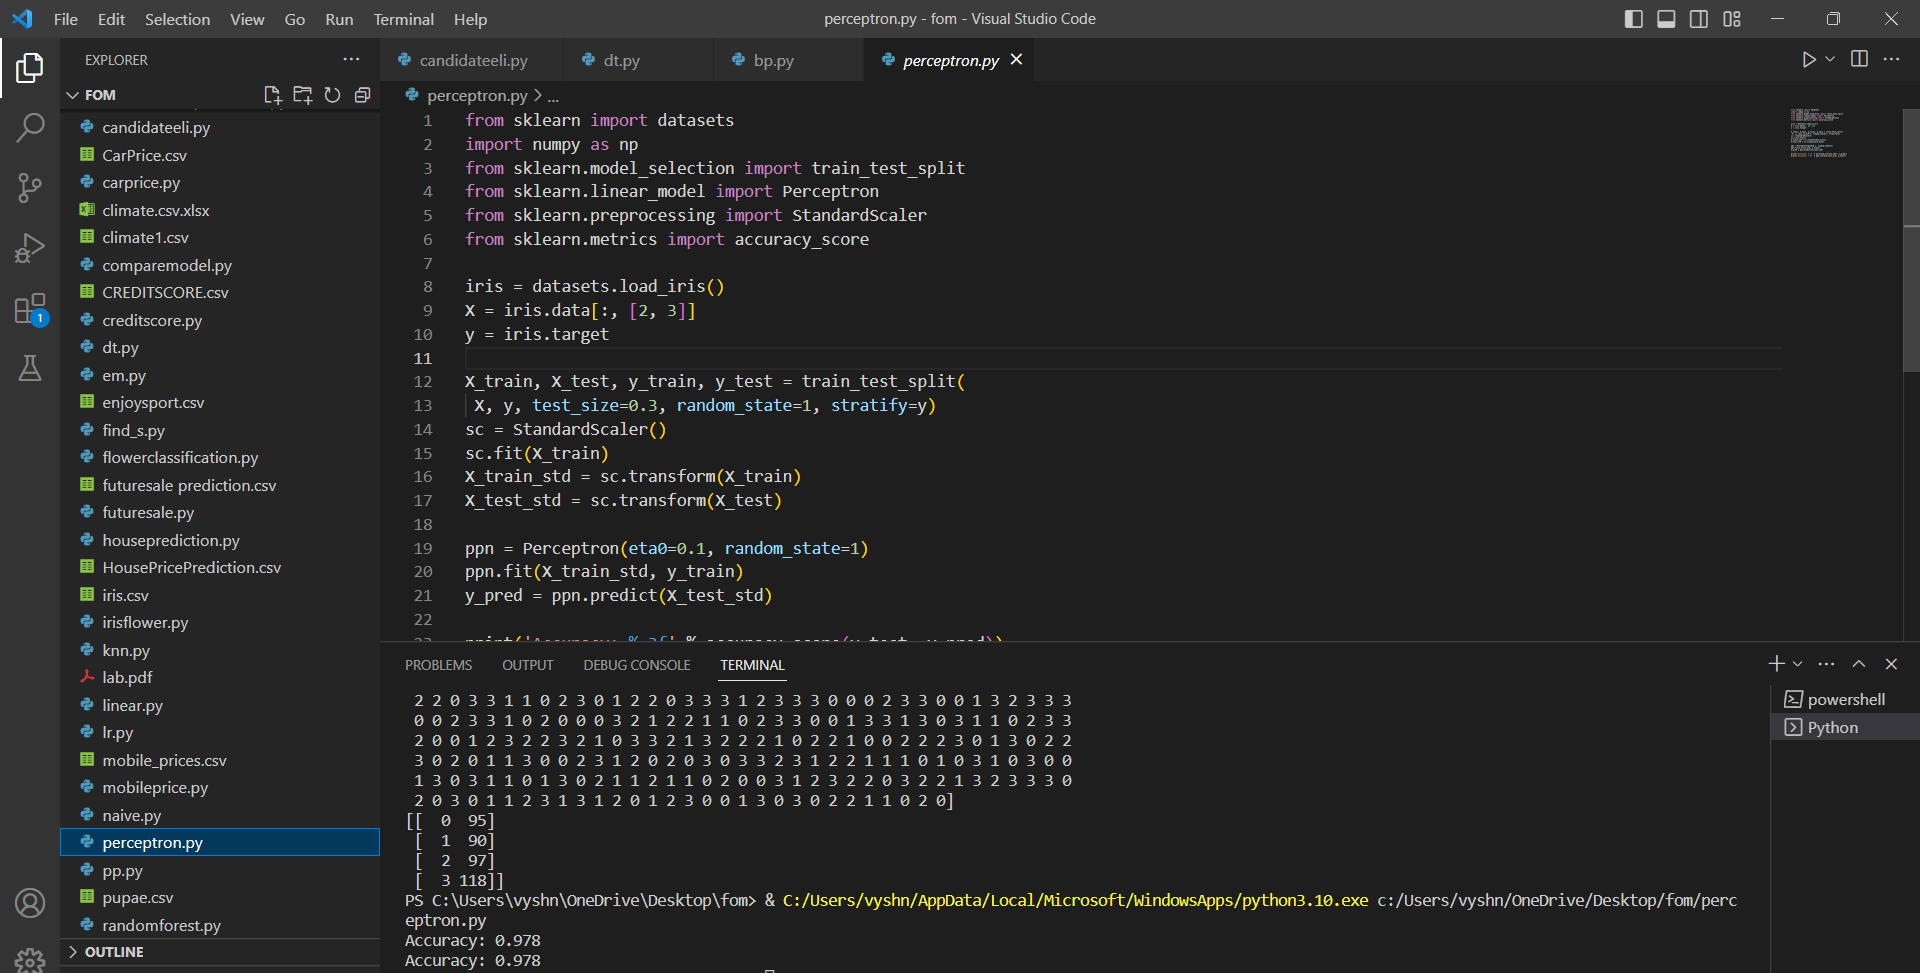 File Edit Selection View Go Run Terminal Help
perceptron.py - fom - Visual Studio Code
EXPLORER
FOM
candidateeli.py
CarPrice.csv
carprice.py
climate.csv.xlsx
climate1.csv
comparemodel.py
CREDITSCORE.csv
creditscore.py
dt.py
em.py
enjoysport.csv
find_s.py
flowerclassification.py
futuresale prediction.csv
futuresale.py
houseprediction.py
HousePricePrediction.csv
iris.csv
irisflower.py
knn.py
lab.pdf
linear.py
lr.py
mobile_prices.csv
mobileprice.py
naive.py
perceptron.py
pp.py
pupae.csv
randomforest.py
OUTLINE
1
candidateeli.py dt.py bp.py perceptron.py
perceptron.py > ...
1 from sklearn import datasets
2 import numpy as np
3 from sklearn.model_selection import train_test_split
4 from sklearn.linear_model import Perceptron
5 from sklearn.preprocessing import StandardScaler
6 from sklearn.metrics import accuracy_score
7
8 iris = datasets.load_iris()
9 X = iris.data[:, [2, 3]]
10 y = iris.target
11
12 X_train, X_test, y_train, y_test = train_test_split(
13 X, y, test_size=0.3, random_state=1, stratify=y)
14 sc = StandardScaler()
15 sc.fit(X_train)
16 X_train_std = sc.transform(X_train)
17 X_test_std = sc.transform(X_test)
18
19 ppn = Perceptron(eta0=0.1, random_state=1)
20 ppn.fit(X_train_std, y_train)
21 y_pred = ppn.predict(X_test_std)
22
23 print('Accuracy: %.3f' % accuracy_score(y_test, y_pred))
PROBLEMS OUTPUT DEBUG CONSOLE TERMINAL
2 2 0 3 3 1 1 0 2 3 0 1 2 2 0 3 3 3 1 2 3 3 3 0 0 0 2 3 3 0 0 1 3 2 3 3 3
0 0 2 3 3 1 0 2 0 0 0 3 2 1 2 2 1 1 0 2 3 3 0 0 1 3 3 1 3 0 3 1 1 0 2 3 3
2 0 0 1 2 3 2 2 3 2 1 0 3 3 2 1 3 2 2 2 1 0 2 2 1 0 0 2 2 2 3 0 1 3 0 2 2
3 0 2 0 1 1 3 0 0 2 3 1 2 0 2 0 3 0 3 3 2 3 1 2 2 1 1 1 0 1 0 3 1 0 3 0 0
1 3 0 3 1 1 0 1 3 0 2 1 1 2 1 1 0 2 0 0 3 1 2 3 2 2 0 3 2 2 1 3 2 3 3 3 0
2 0 3 0 1 1 2 3 1 3 1 2 0 1 2 3 0 0 1 3 0 3 0 2 2 1 1 0 2 0]
[[ 0 95]
[ 1 90]
[ 2 97]
[ 3 118]]
PS C:\Users\vyshn\OneDrive\Desktop\fom> & C:/Users/vyshn/AppData/Local/Microsoft/WindowsApps/python3.10.exe c:/Users/vyshn/OneDrive/Desktop/fom/perc
eptron.py
Accuracy: 0.978
Accuracy: 0.978
powershell
Python